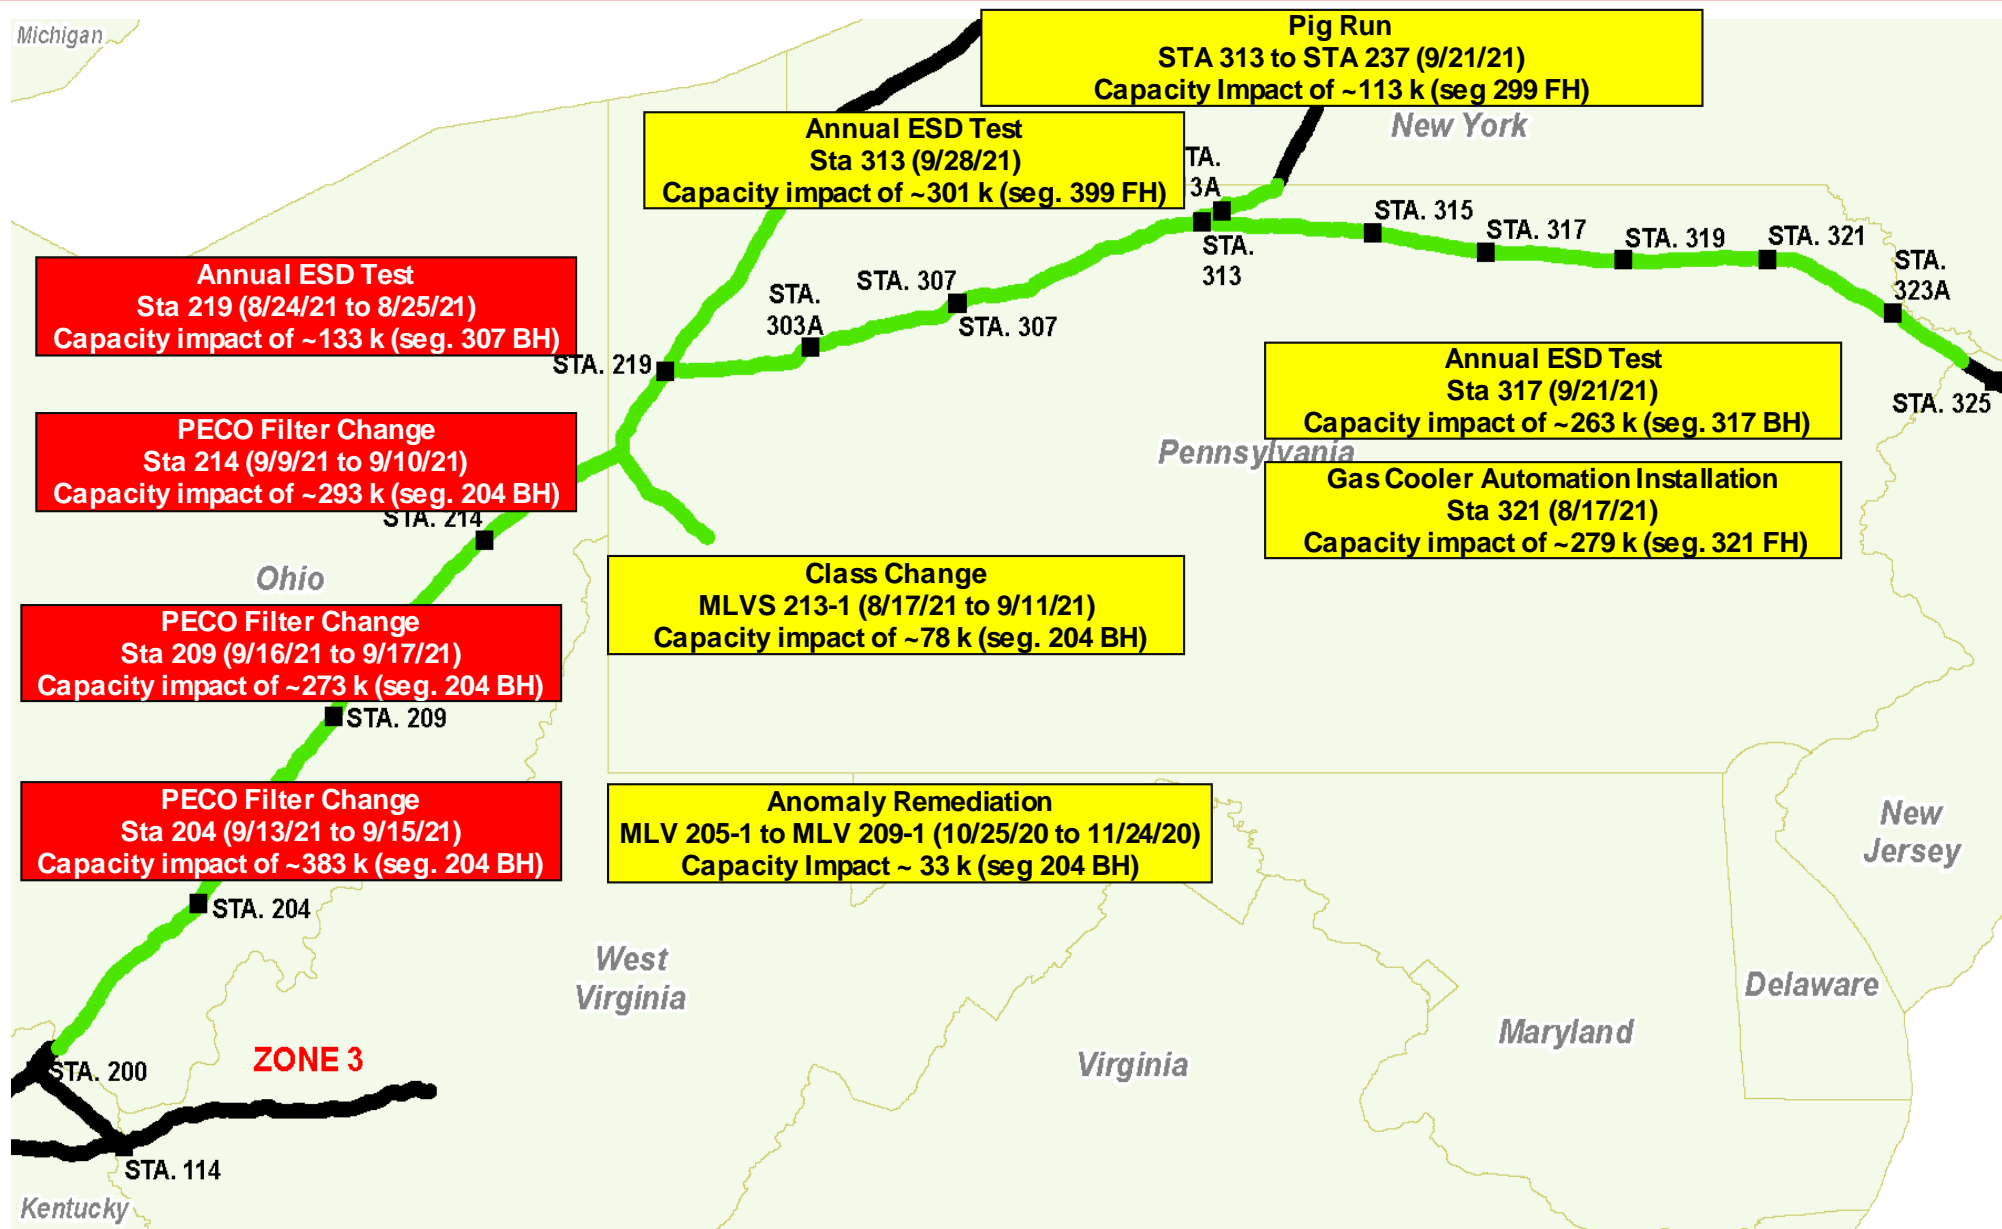 Michigan
Pig Run
STA 313 to STA 237 (9/21/21)
Capacity Impact of ~113 k (seg 299 FH)
New York
Annual ESD Test
Sta 313 (9/28/21)
Capacity impact of ~301 k (seg. 399 FH)
TA.
3A
STA.
313
STA. 315
STA. 317
STA. 319
STA. 321
STA.
323A
STA. 325
Annual ESD Test
Sta 219 (8/24/21 to 8/25/21)
Capacity impact of ~133 k (seg. 307 BH)
STA. 219
STA.
303A
STA. 307
STA. 307
Annual ESD Test
Sta 317 (9/21/21)
Capacity impact of ~263 k (seg. 317 BH)
Pennsylvania
PECO Filter Change
Sta 214 (9/9/21 to 9/10/21)
Capacity impact of ~293 k (seg. 204 BH)
STA. 214
Gas Cooler Automation Installation
Sta 321 (8/17/21)
Capacity impact of ~279 k (seg. 321 FH)
Ohio
Class Change
MLVS 213-1 (8/17/21 to 9/11/21)
Capacity impact of ~78 k (seg. 204 BH)
PECO Filter Change
Sta 209 (9/16/21 to 9/17/21)
Capacity impact of ~273 k (seg. 204 BH)
STA. 209
PECO Filter Change
Sta 204 (9/13/21 to 9/15/21)
Capacity impact of ~383 k (seg. 204 BH)
STA. 204
Anomaly Remediation
MLV 205-1 to MLV 209-1 (10/25/20 to 11/24/20)
Capacity Impact ~ 33 k (seg 204 BH)
New
Jersey
West
Virginia
Delaware
Maryland
Virginia
ZONE 3
STA. 200
STA. 114
Kentucky